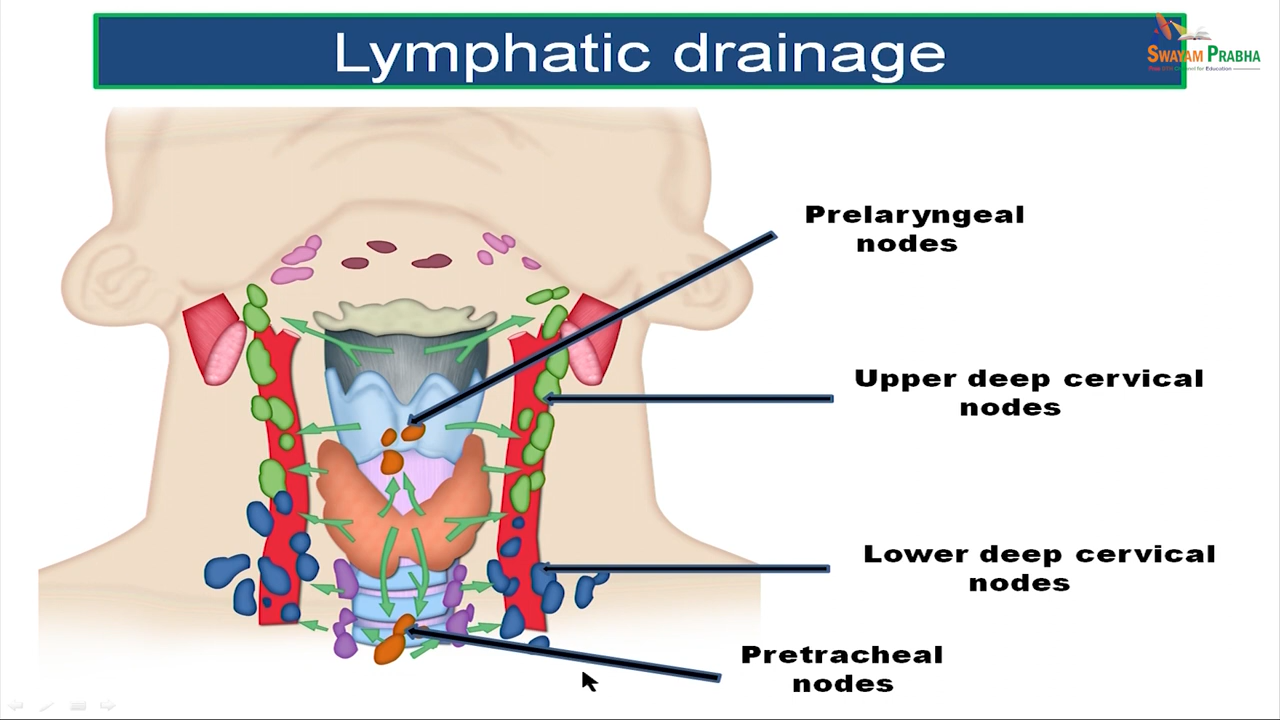 Lymphatic drainage
SWAYAM PRABHA
Prelaryngeal
nodes
Upper deep cervical
nodes
Lower deep cervical
nodes
Pretracheal
nodes